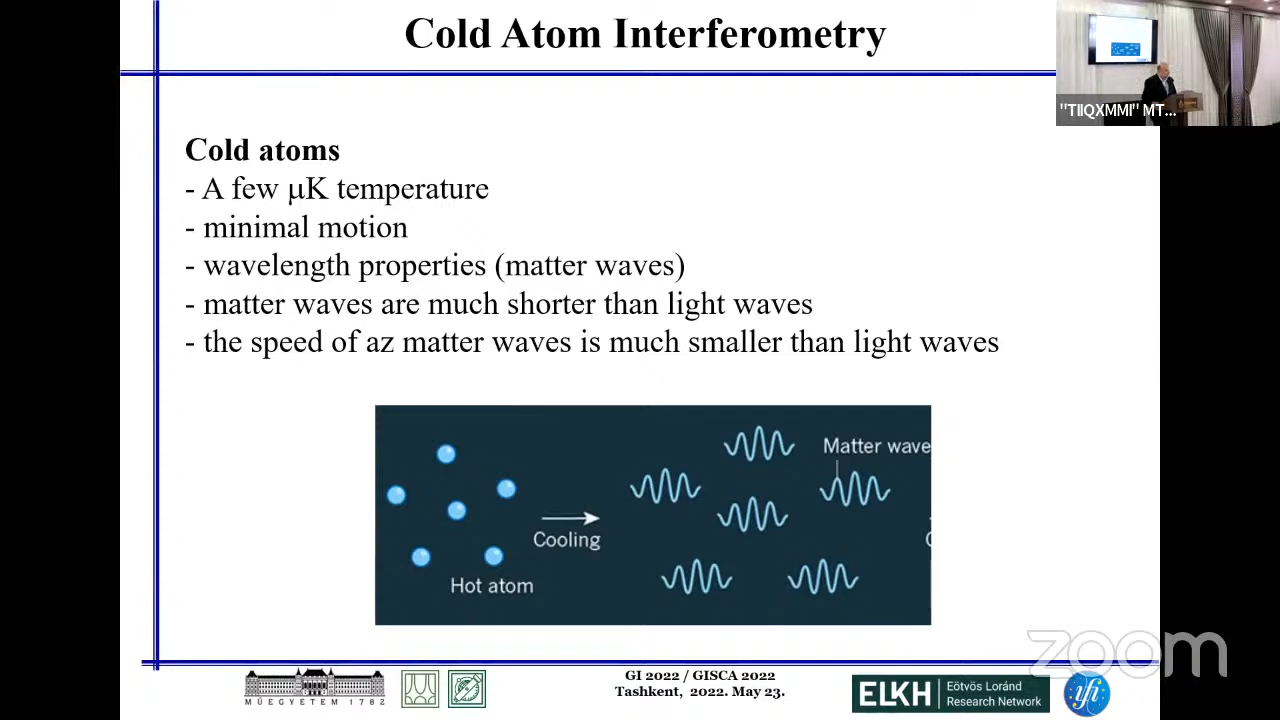 Cold Atom Interferometry
"TIIQXMMI" MT...
Cold atoms
- A few μK temperature
- minimal motion
- wavelength properties (matter waves)
- matter waves are much shorter than light waves
- the speed of az matter waves is much smaller than light waves
Matter wave
Cooling
Hot atom
zoom
MŰEGYETEM 1782
GI 2022 / GISCA 2022
Tashkent, 2022. May 23.
ELKH
Eötvös Loránd
Research Network
yfi